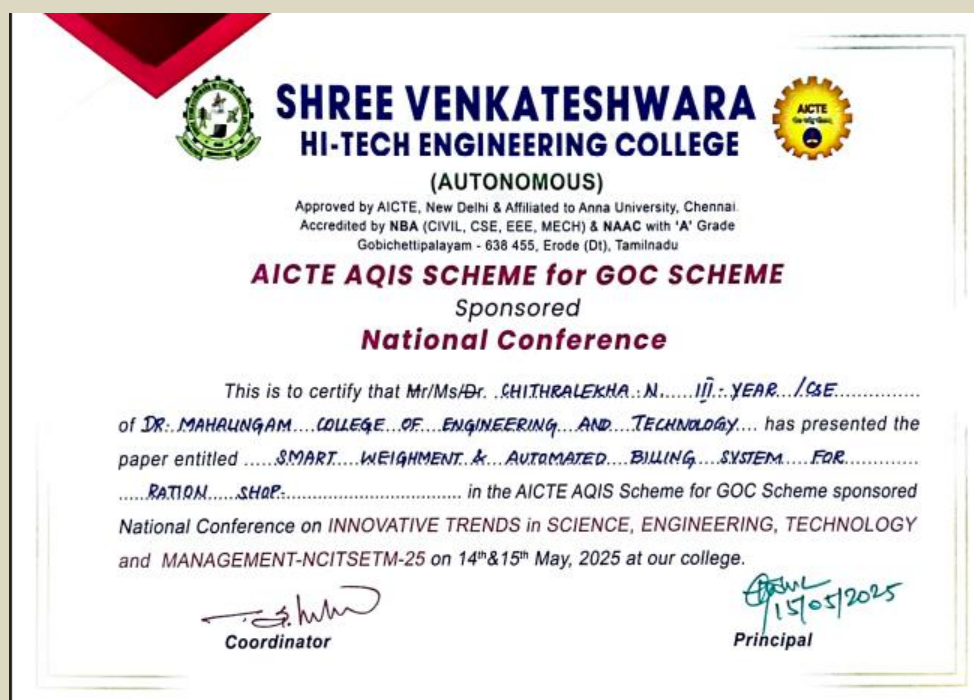 SHREE VENKATESHWARA
HI-TECH ENGINEERING COLLEGE
AICTE
(AUTONOMOUS)
Approved by AICTE, New Delhi & Affiliated to Anna University, Chennai.
Accredited by NBA (CIVIL, CSE, EEE, MECH) & NAAC with 'A' Grade
Gobichettipalayam - 638 455, Erode (Dt), Tamilnadu
AICTE AQIS SCHEME for GOC SCHEME
Sponsored
National Conference
This is to certify that Mr/Ms/Dr. CHITHRALEKHA. N. III - YEAR / CSE
of DR. MAHALINGAM COLLEGE OF ENGINEERING AND TECHNOLOGY has presented the
paper entitled SMART WEIGHMENT & AUTOMATED BILLING SYSTEM FOR
RATION SHOP. in the AICTE AQIS Scheme for GOC Scheme sponsored
National Conference on INNOVATIVE TRENDS in SCIENCE, ENGINEERING, TECHNOLOGY
and MANAGEMENT-NCITSETM-25 on 14th&15th May, 2025 at our college.
15/05/2025
Coordinator
Principal